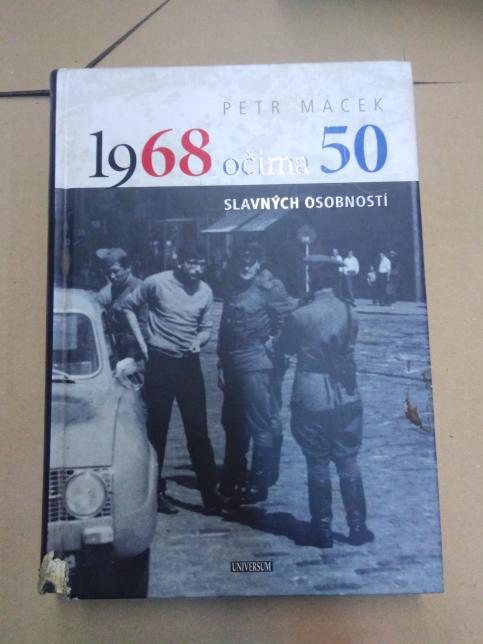 PETR MACEK
1968 očima 50
SLAVNÝCH OSOBNOSTÍ
UNIVERSUM